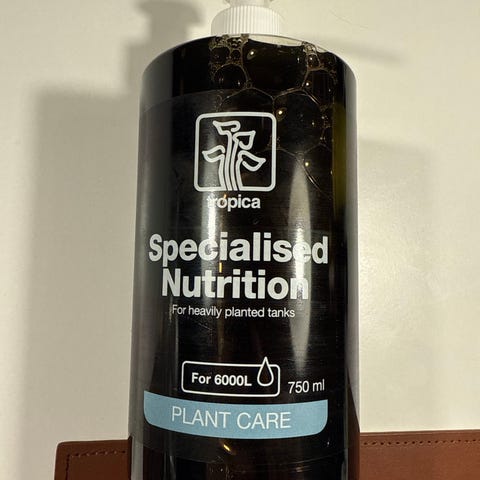 tropica
Specialised
Nutrition
For heavily planted tanks
For 6000L
750 ml
PLANT CARE